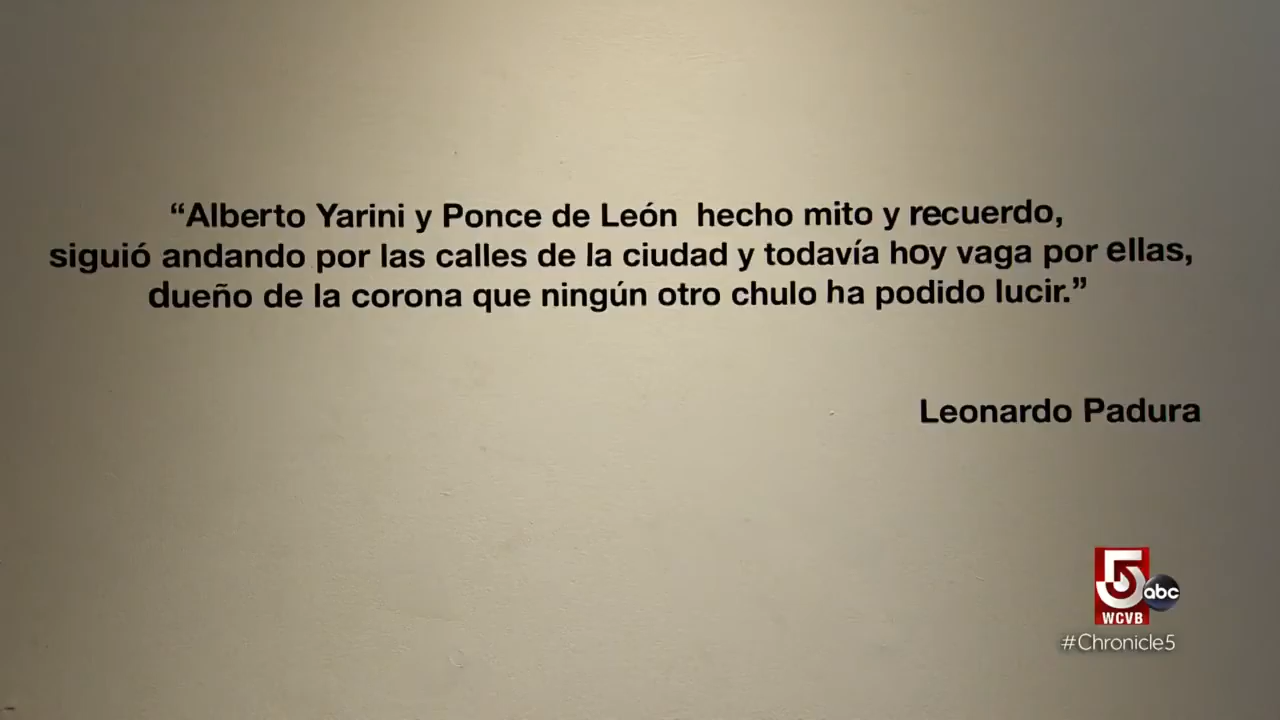 “Alberto Yarini y Ponce de León  hecho mito y recuerdo,
siguió andando por las calles de la ciudad y todavía hoy vaga por ellas,
dueño de la corona que ningún otro chulo ha podido lucir.”
Leonardo Padura
5
abc
WCVB
#Chronicle5